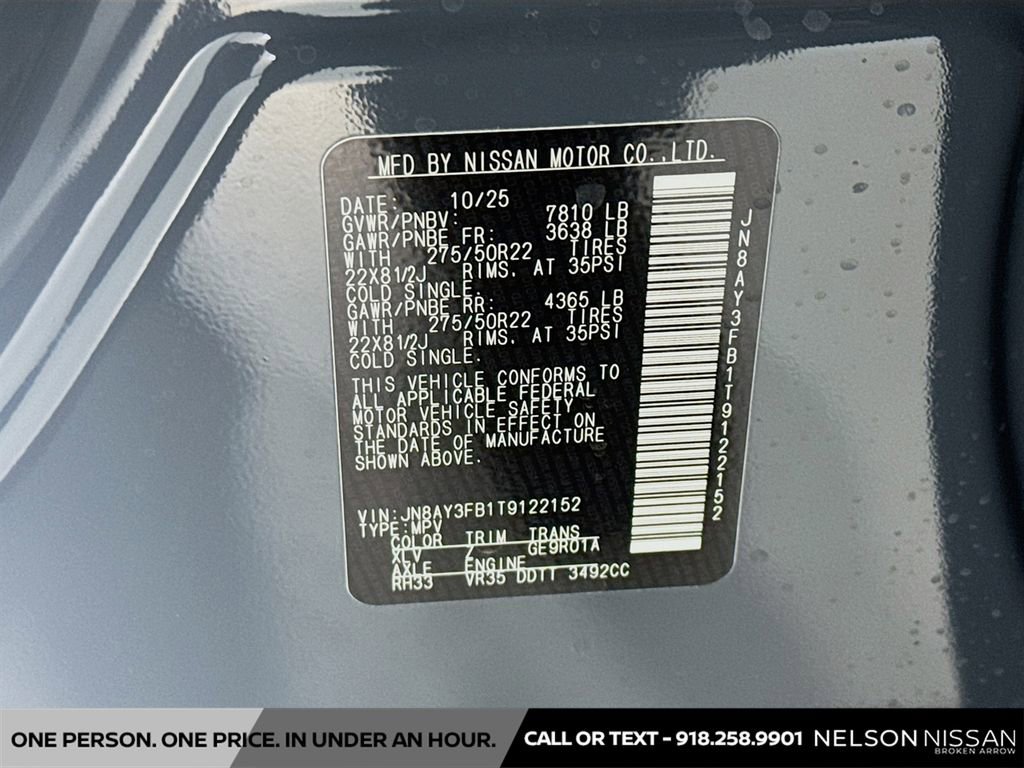 MFD BY NISSAN MOTOR CO.,LTD.
DATE: 10/25
GVWR/PNBV: 7810 LB
GAWR/PNBE FR: 3638 LB
WITH 275/50R22 TIRES
22X81/2J RIMS, AT 35PSI
COLD SINGLE.
GAWR/PNBE RR: 4365 LB
WITH 275/50R22 TIRES
22X81/2J RIMS, AT 35PSI
COLD SINGLE.
THIS VEHICLE CONFORMS TO
ALL APPLICABLE FEDERAL
MOTOR VEHICLE SAFETY
STANDARDS IN EFFECT ON
THE DATE OF MANUFACTURE
SHOWN ABOVE.
VIN:JN8AY3FB1T9122152
TYPE:MPV
COLOR TRIM TRANS
XEV Z GE9R01A
AXLE ENGINE
RH33 VR35 DDTT 3492CC
JN8AY3FB1T9122152
ONE PERSON. ONE PRICE. IN UNDER AN HOUR.
CALL OR TEXT - 918.258.9901
NELSON NISSAN
BROKEN ARROW